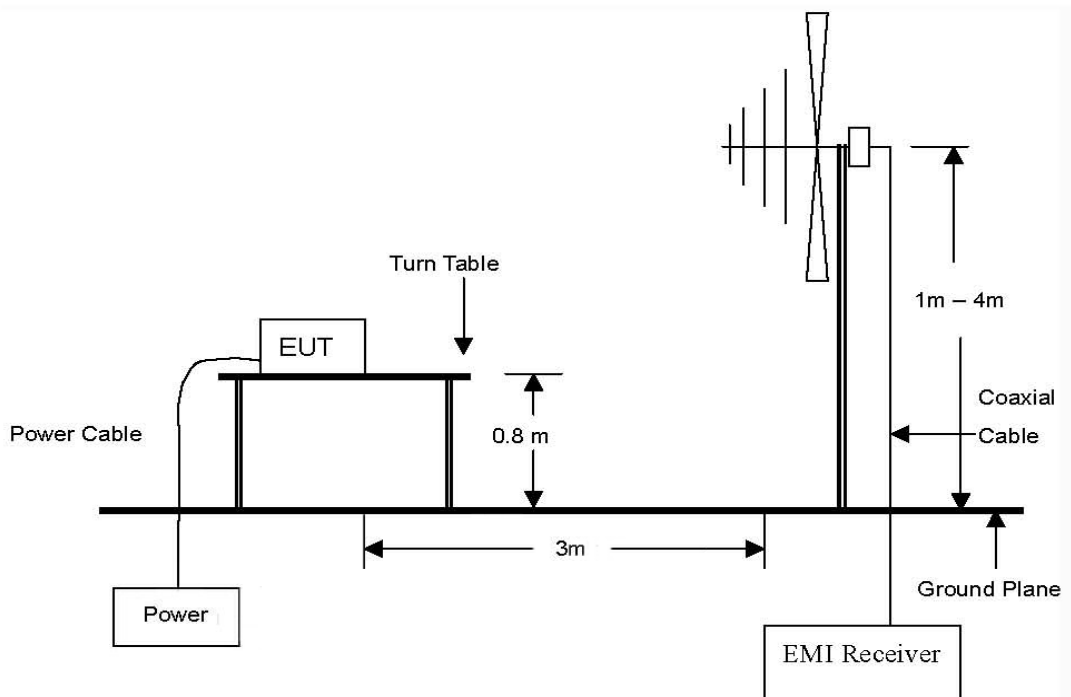 Turn Table
1m – 4m
EUT
Coaxial
Cable
Power Cable
0.8 m
3m
Ground Plane
Power
EMI Receiver